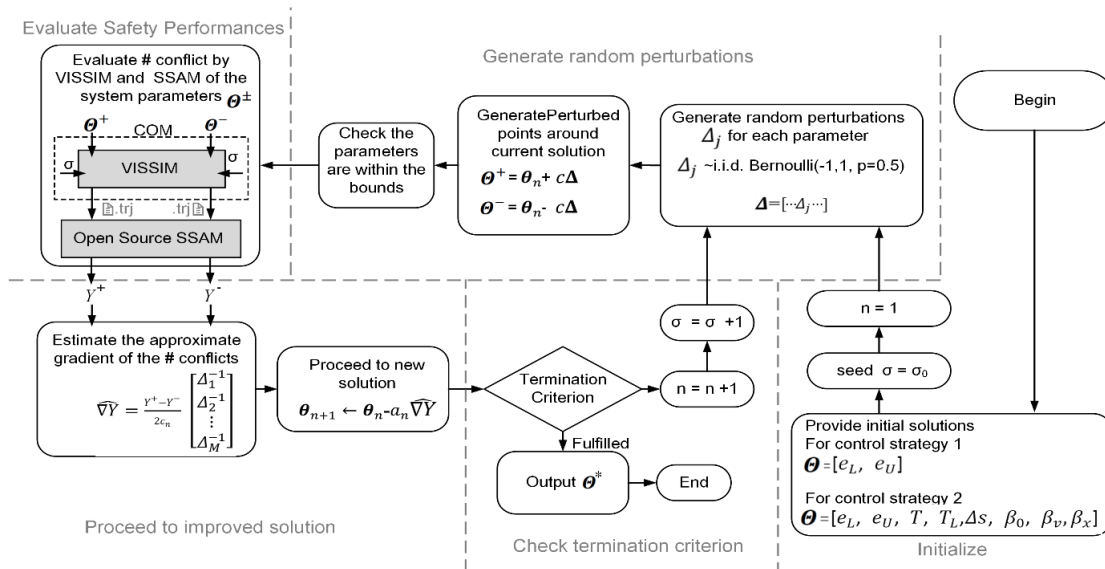 Evaluate Safety Performances
Evaluate # conflict by
VISSIM and SSAM of the
system parameters Θ±
Θ+ Θ−
COM
σ VISSIM σ
.trj .trj
Open Source SSAM
Y+ Y-
Generate random perturbations
Check the
parameters
are within the
bounds
GeneratePerturbed
points around
current solution
Θ+ = θn+ cΔ
Θ− = θn- cΔ
Generate random perturbations
Δj for each parameter
Δj ~i.i.d. Bernoulli(-1,1, p=0.5)
Δ=[··Δj···]
Begin
Estimate the approximate
gradient of the # conflicts
∇Y^ = (Y+−Y−)/2cn [Δ1−1 Δ2−1 ⋮ ΔM−1]
Proceed to new
solution
θn+1 ← θn-an∇Y^
Proceed to improved solution
Termination
Criterion
Fulfilled
Output Θ*
End
n = n +1
σ = σ +1
Check termination criterion
n = 1
seed σ = σ0
Provide initial solutions
For control strategy 1
Θ=[eL, eU]
For control strategy 2
Θ=[eL, eU, T, TL,Δs, β0, βv,βx]
Initialize